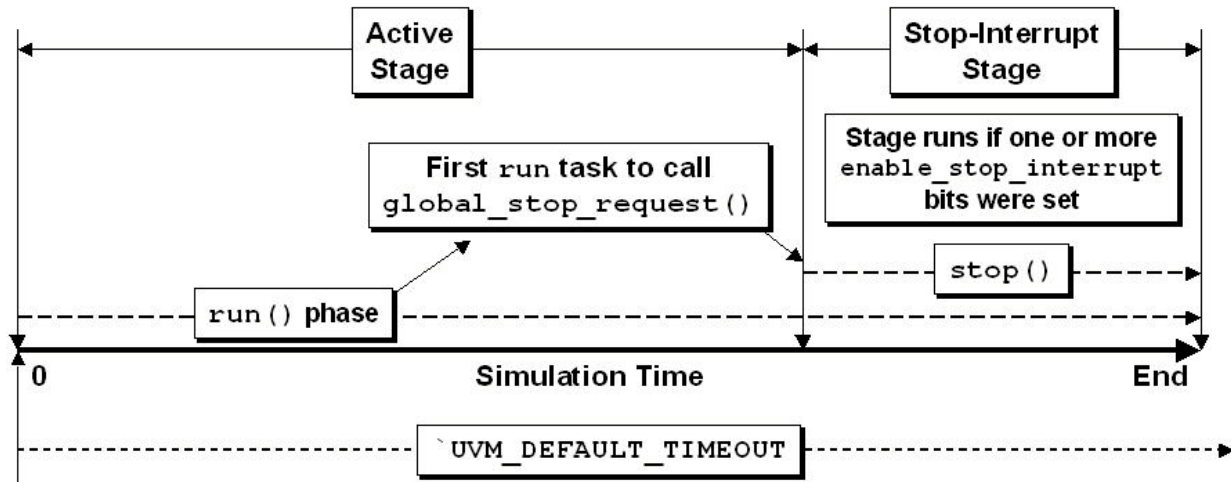 Active
Stage
Stop-Interrupt
Stage
Stage runs if one or more
enable_stop_interrupt
bits were set
First run task to call
global_stop_request()
stop()
run() phase
0
Simulation Time
End
`UVM_DEFAULT_TIMEOUT